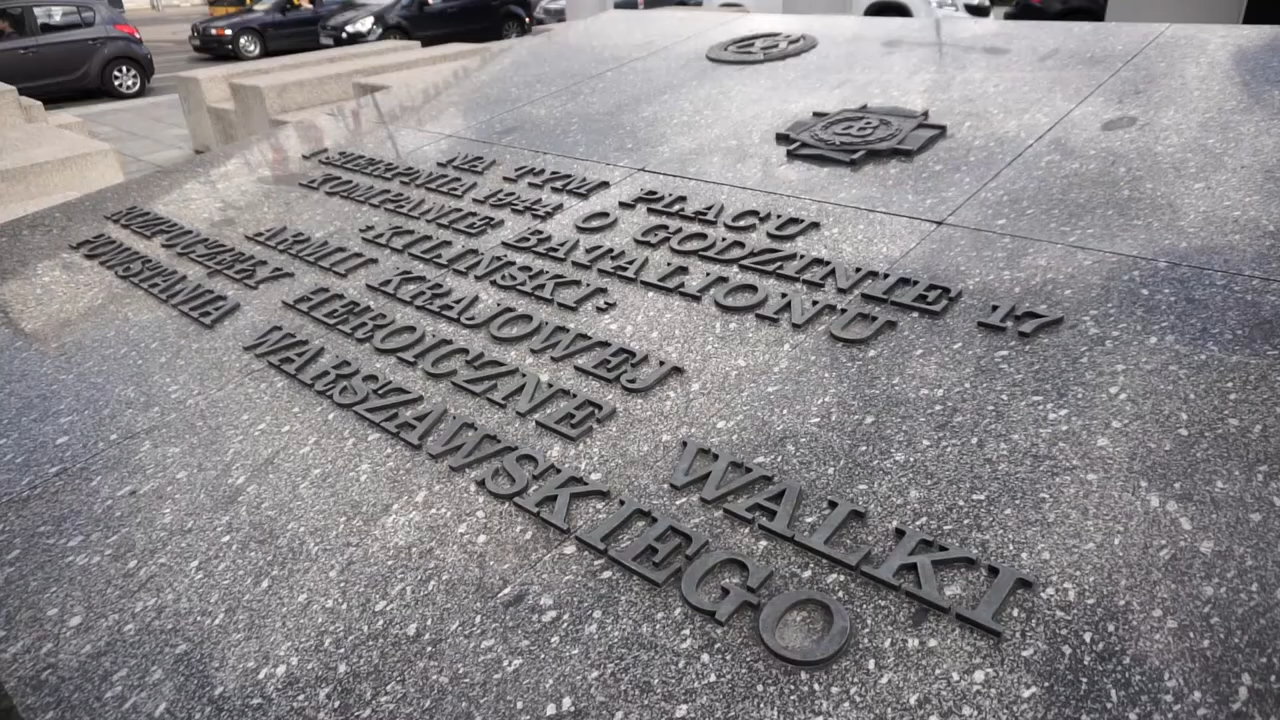 NA TYM PLACU
1 SIERPNIA 1944 O GODZINIE 17
KOMPANIE BATALIONU
„KILIŃSKI”
ARMII KRAJOWEJ
ROZPOCZĘŁY HEROICZNE WALKI
POWSTANIA WARSZAWSKIEGO